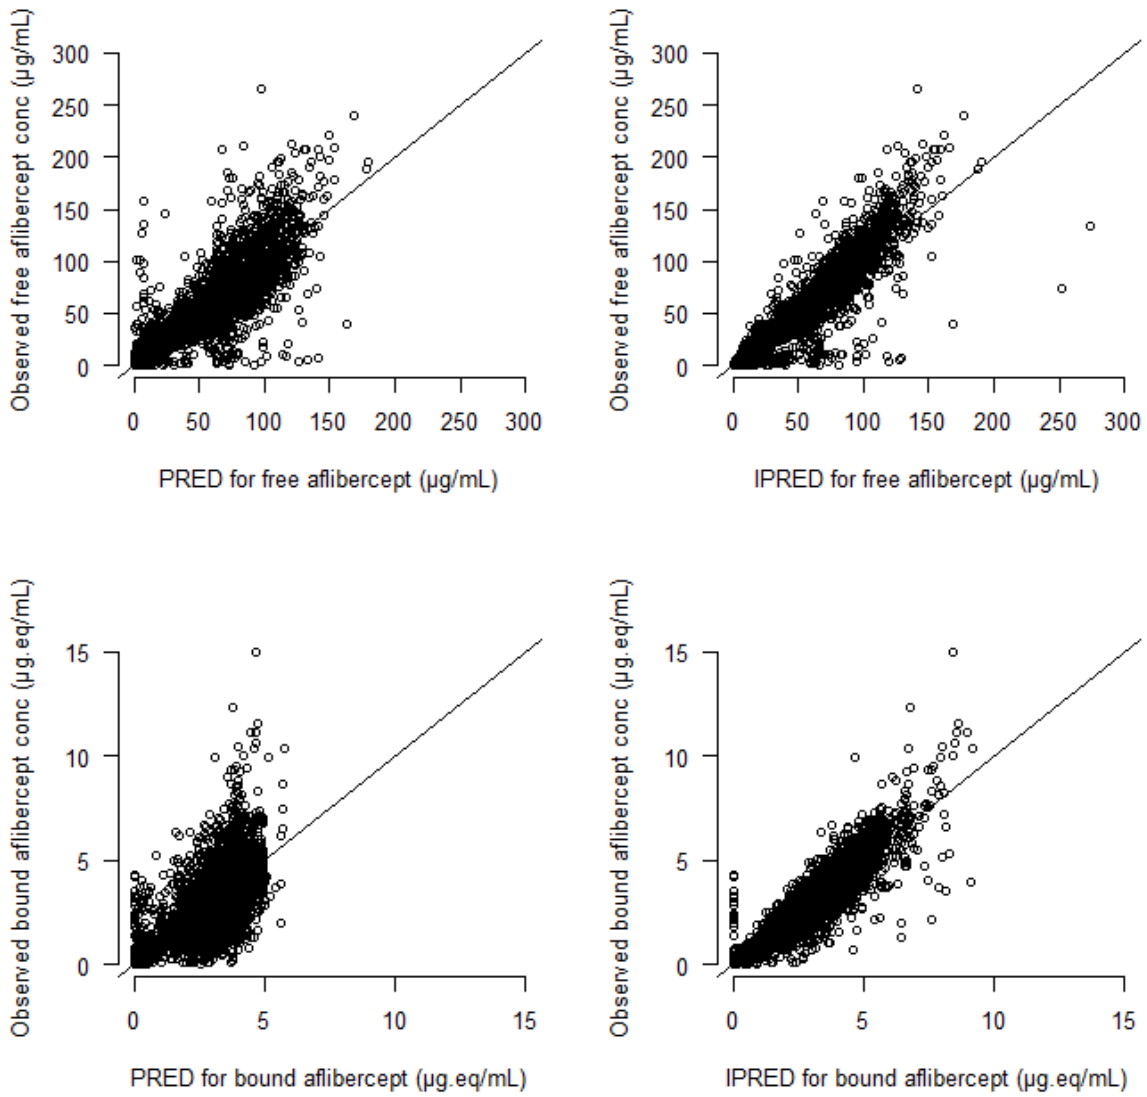 Observed free aflibercept conc (µg/mL)
300
250
200
150
100
50
0
0 50 100 150 200 250 300
PRED for free aflibercept (µg/mL)
Observed free aflibercept conc (µg/mL)
300
250
200
150
100
50
0
0 50 100 150 200 250 300
IPRED for free aflibercept (µg/mL)
Observed bound aflibercept conc (µg.eq/mL)
15
10
5
0
0 5 10 15
PRED for bound aflibercept (µg.eq/mL)
Observed bound aflibercept conc (µg.eq/mL)
15
10
5
0
0 5 10 15
IPRED for bound aflibercept (µg.eq/mL)